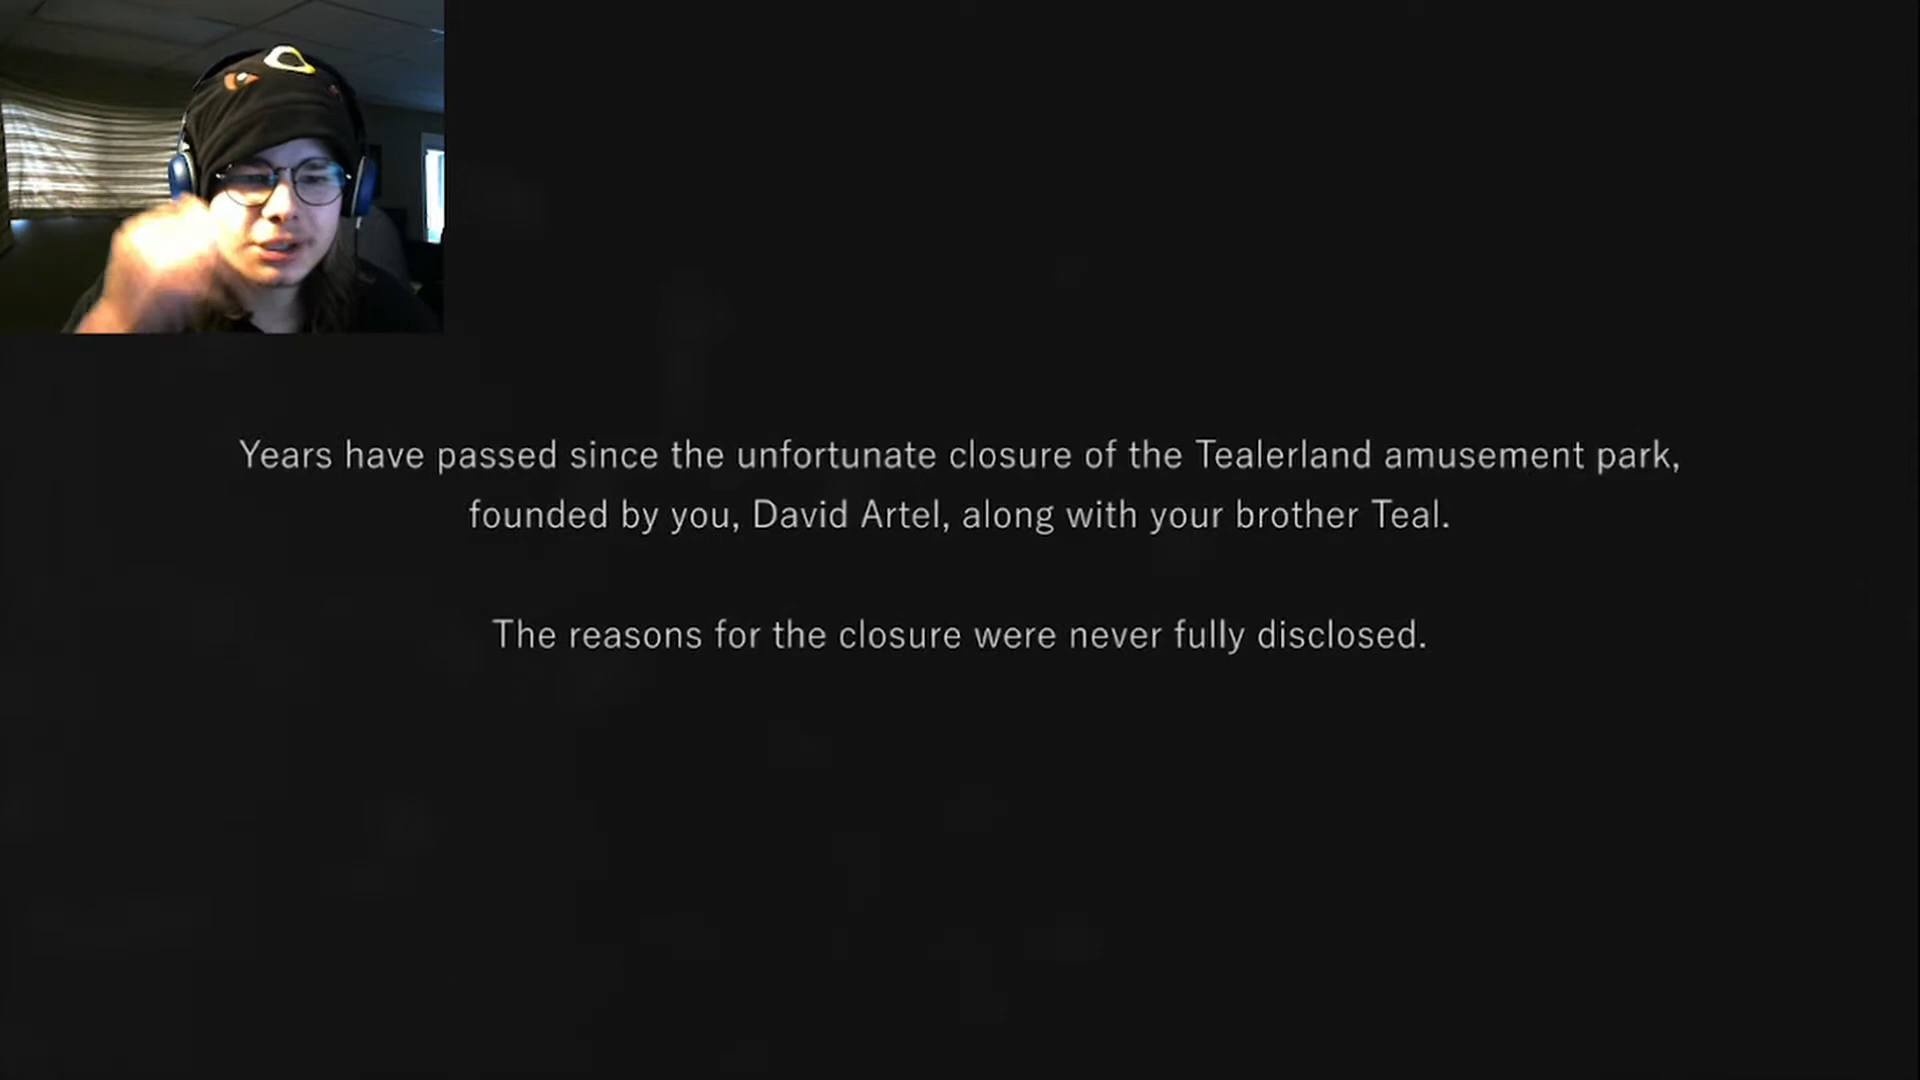 Years have passed since the unfortunate closure of the Tealerland amusement park,
founded by you, David Artel, along with your brother Teal.
The reasons for the closure were never fully disclosed.